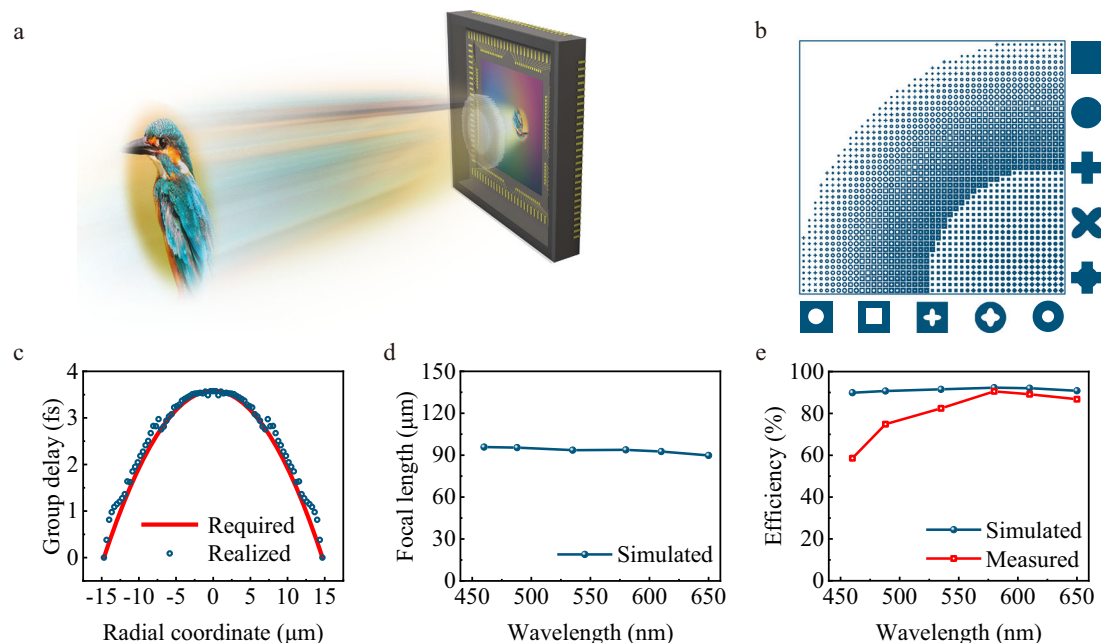 a
b
c
4
3
2
1
0
Group delay (fs)
Required
Realized
-15 -10 -5 0 5 10 15
Radial coordinate (μm)
d
150
120
90
60
30
0
Focal length (μm)
Simulated
450 500 550 600 650
Wavelength (nm)
e
100
80
60
40
20
0
Efficiency (%)
Simulated
Measured
450 500 550 600 650
Wavelength (nm)